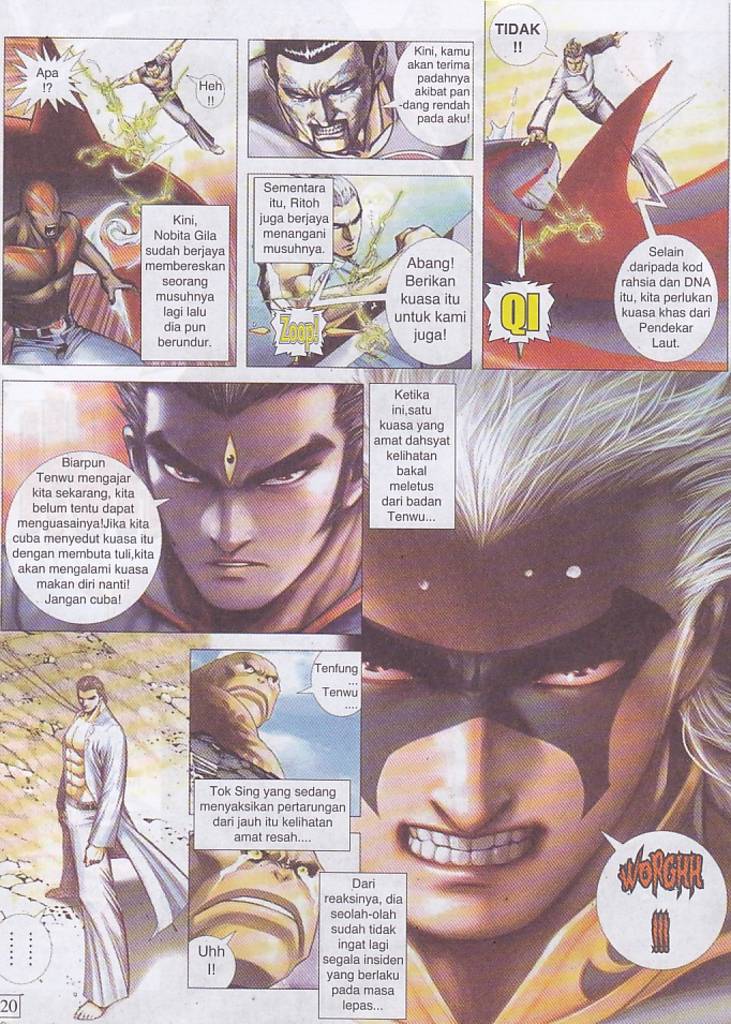 Apa
!?
Heh
!!
Kini,
Nobita Gila
sudah berjaya
membereskan
seorang
musuhnya
lagi lalu
dia pun
berundur.
Kini, kamu
akan terima
padahnya
akibat pan
-dang rendah
pada aku!
Sementara
itu, Ritoh
juga berjaya
menangani
musuhnya.
Abang!
Berikan
kuasa itu
untuk kami
juga!
Zoop!
TIDAK
!!
QI
Selain
daripada kod
rahsia dan DNA
itu, kita perlukan
kuasa khas dari
Pendekar
Laut.
Biarpun
Tenwu mengajar
kita sekarang, kita
belum tentu dapat
menguasainya!Jika kita
cuba menyedut kuasa itu
dengan membuta tuli,kita
akan mengalami kuasa
makan diri nanti!
Jangan cuba!
Ketika
ini,satu
kuasa yang
amat dahsyat
kelihatan
bakal
meletus
dari badan
Tenwu...
Tenfung
...
Tenwu
....
Tok Sing yang sedang
menyaksikan pertarungan
dari jauh itu kelihatan
amat resah....
Uhh
!!
Dari
reaksinya, dia
seolah-olah
sudah tidak
ingat lagi
segala insiden
yang berlaku
pada masa
lepas...
WORGHH
!!!
20